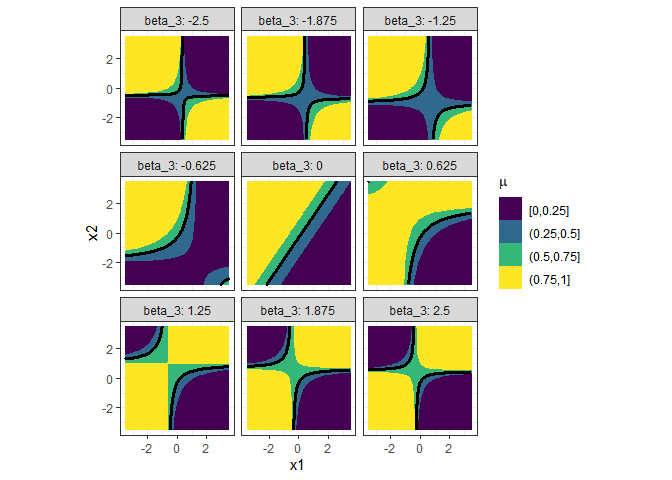 beta_3: -2.5
beta_3: -1.875
beta_3: -1.25
2
0
-2
beta_3: -0.625
beta_3: 0
beta_3: 0.625
2
0
-2
beta_3: 1.25
beta_3: 1.875
beta_3: 2.5
2
0
-2
-2 0 2
-2 0 2
-2 0 2
x1
x2
μ
[0,0.25]
(0.25,0.5]
(0.5,0.75]
(0.75,1]